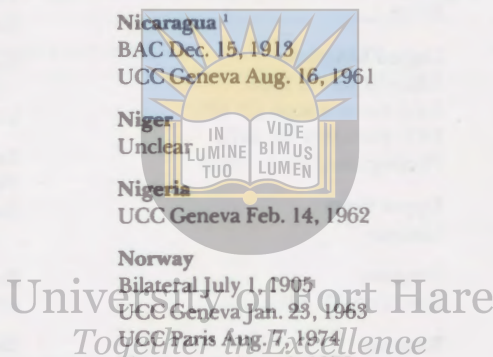 Nicaragua ¹
BAC Dec. 15, 1913
UCC Geneva Aug. 16, 1961
Niger
Unclear
IN LUMINE TUO
VIDE BIMUS LUMEN
Nigeria
UCC Geneva Feb. 14, 1962
Norway
Bilateral July 1, 1905
UCC Geneva Jan. 23, 1963
UCC Paris Aug. 7, 1974
University of Fort Hare
Together in Excellence